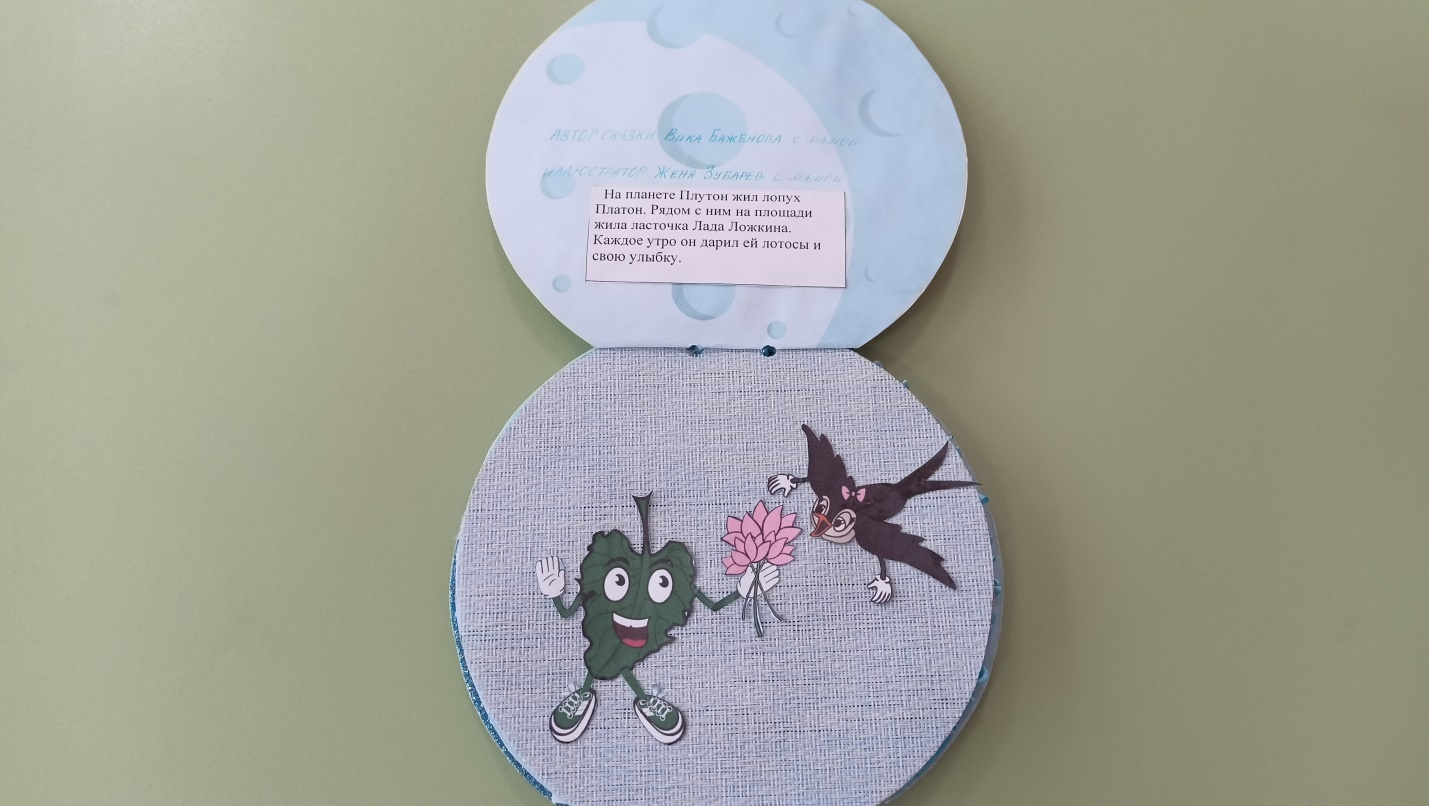 АВТОР СКАЗКИ ВИКА БАЖЕНОВА С МАМОЙ
ИЛЛЮСТРАТОР ЖЕНЯ ЗУБАРЕВ С МАМОЙ
На планете Плутон жил лопух
Платон. Рядом с ним на площади
жила ласточка Лада Ложкина.
Каждое утро он дарил ей лотосы и
свою улыбку.